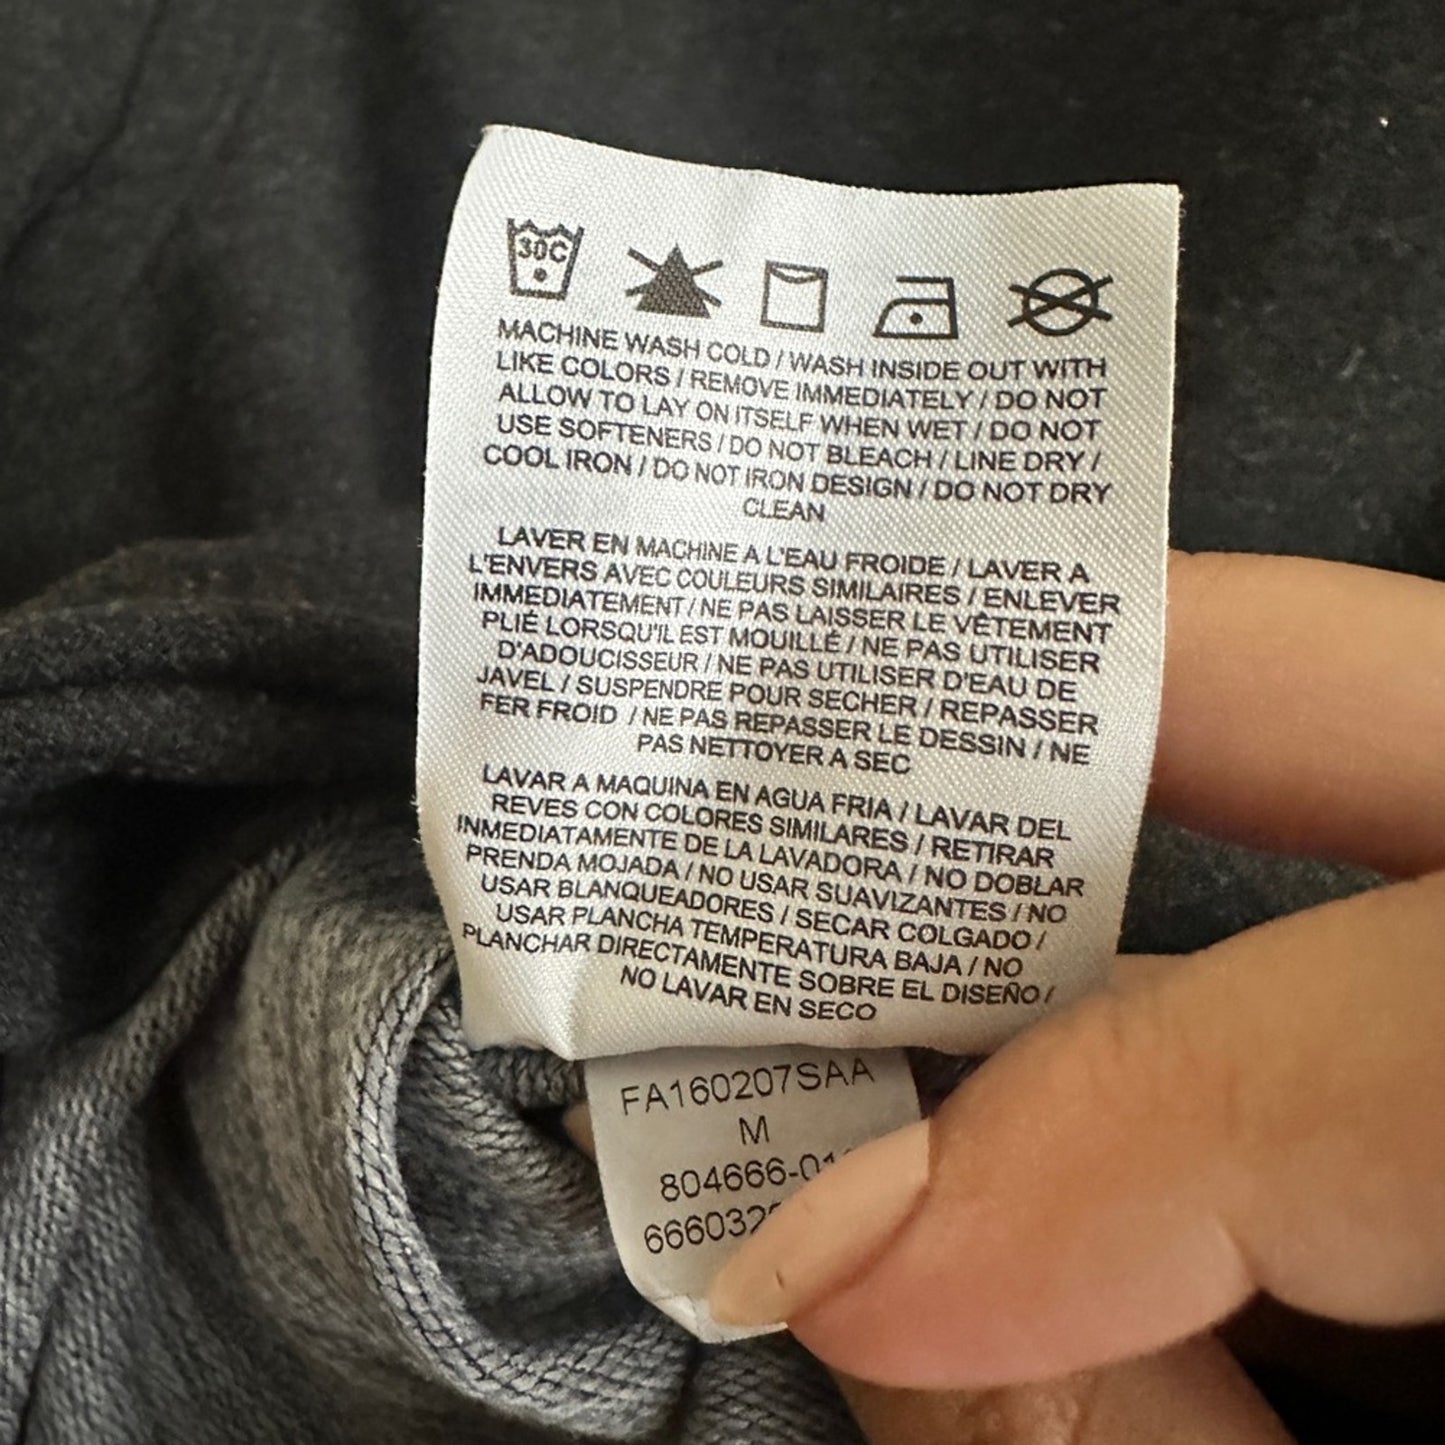 30C
MACHINE WASH COLD / WASH INSIDE OUT WITH
LIKE COLORS / REMOVE IMMEDIATELY / DO NOT
ALLOW TO LAY ON ITSELF WHEN WET / DO NOT
USE SOFTENERS / DO NOT BLEACH / LINE DRY /
COOL IRON / DO NOT IRON DESIGN / DO NOT DRY
CLEAN
LAVER EN MACHINE A L'EAU FROIDE / LAVER A
L'ENVERS AVEC COULEURS SIMILAIRES / ENLEVER
IMMEDIATEMENT / NE PAS LAISSER LE VÊTEMENT
PLIÉ LORSQU'IL EST MOUILLÉ / NE PAS UTILISER
D'ADOUCISSEUR / NE PAS UTILISER D'EAU DE
JAVEL / SUSPENDRE POUR SECHER / REPASSER
FER FROID / NE PAS REPASSER LE DESSIN / NE
PAS NETTOYER A SEC
LAVAR A MAQUINA EN AGUA FRIA / LAVAR DEL
REVES CON COLORES SIMILARES / RETIRAR
INMEDIATAMENTE DE LA LAVADORA / NO DOBLAR
PRENDA MOJADA / NO USAR SUAVIZANTES / NO
USAR BLANQUEADORES / SECAR COLGADO /
USAR PLANCHA TEMPERATURA BAJA / NO
PLANCHAR DIRECTAMENTE SOBRE EL DISEÑO /
NO LAVAR EN SECO
FA160207SAA
M